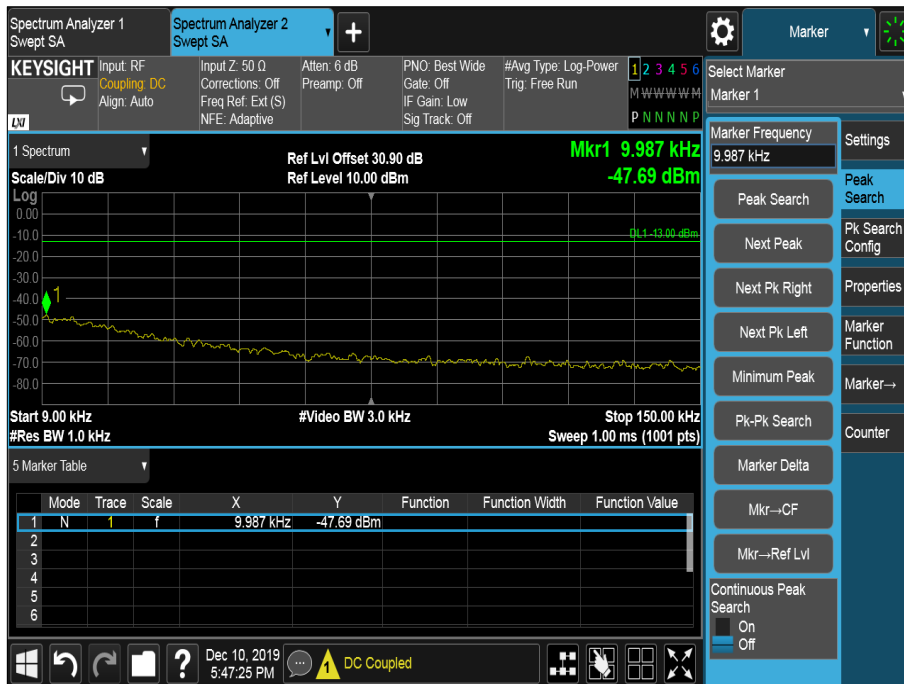 Spectrum Analyzer 1
Swept SA
Spectrum Analyzer 2
Swept SA
Marker
KEYSIGHT
LXI
Input: RF
Coupling: DC
Align: Auto
Input Z: 50 Ω
Corrections: Off
Freq Ref: Ext (S)
NFE: Adaptive
Atten: 6 dB
Preamp: Off
PNO: Best Wide
Gate: Off
IF Gain: Low
Sig Track: Off
#Avg Type: Log-Power
Trig: Free Run
1 2 3 4 5 6
M W W W W M
P N N N N P
Select Marker
Marker 1
1 Spectrum
Scale/Div 10 dB
Ref Lvl Offset 30.90 dB
Ref Level 10.00 dBm
Mkr1 9.987 kHz
-47.69 dBm
Log
0.00
-10.0
-20.0
-30.0
-40.0
-50.0
-60.0
-70.0
-80.0
DL1 -13.00 dBm
1
Start 9.00 kHz
#Video BW 3.0 kHz
Stop 150.00 kHz
#Res BW 1.0 kHz
Sweep 1.00 ms (1001 pts)
5 Marker Table
Mode Trace Scale X Y Function Function Width Function Value
1 N 1 f 9.987 kHz -47.69 dBm
2
3
4
5
6
Marker Frequency
9.987 kHz
Peak Search
Next Peak
Next Pk Right
Next Pk Left
Minimum Peak
Pk-Pk Search
Marker Delta
Mkr→CF
Mkr→Ref Lvl
Continuous Peak
Search
On
Off
Settings
Peak
Search
Pk Search
Config
Properties
Marker
Function
Marker→
Counter
?
Dec 10, 2019
5:47:25 PM
1
DC Coupled